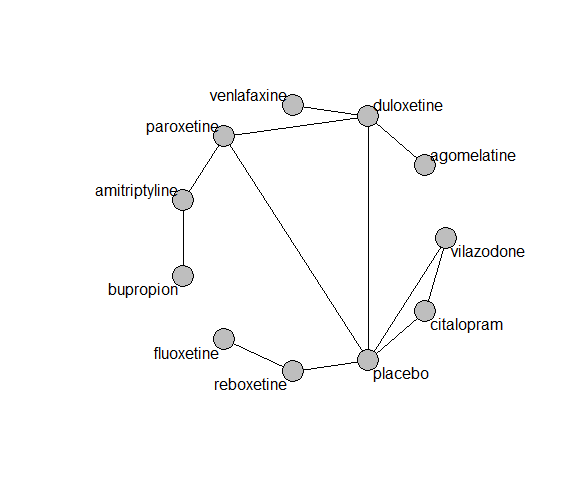 venlafaxine
duloxetine
paroxetine
agomelatine
amitriptyline
vilazodone
bupropion
citalopram
fluoxetine
placebo
reboxetine